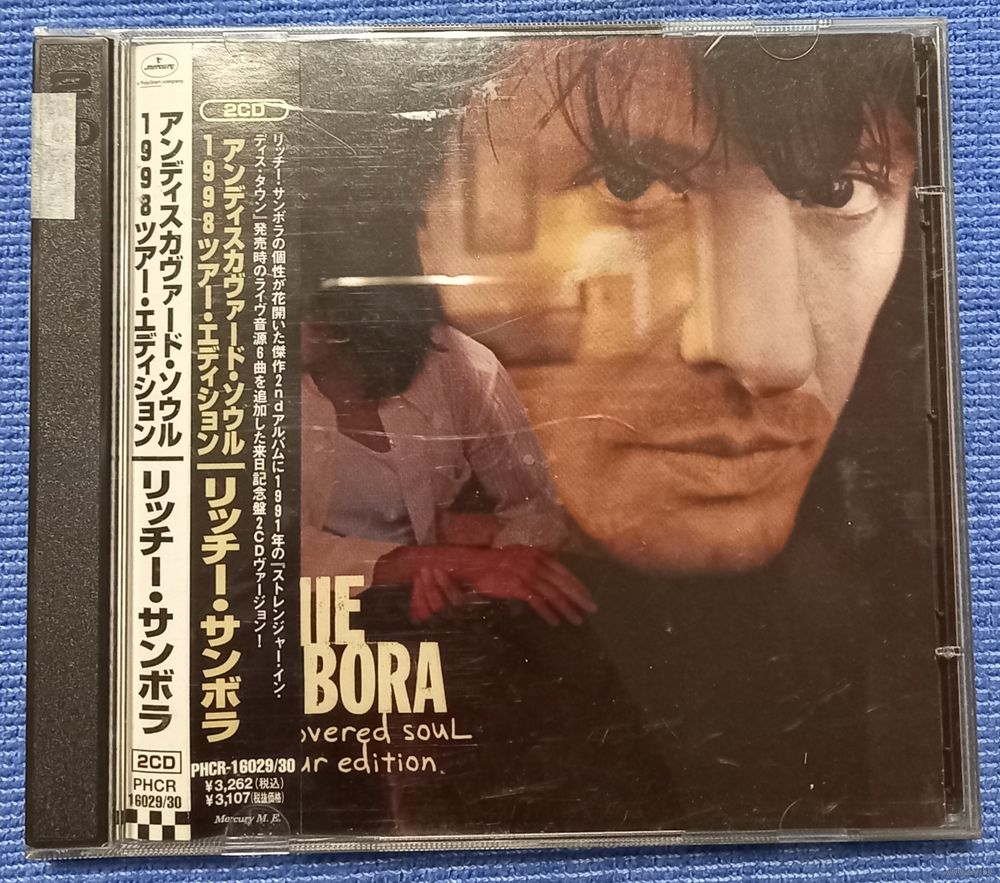 mercury
a PolyGram company
アンディスカヴァード・ソウル
1998ツアー・エディション
リッチー・サンボラ
2CD
PHCR
16029/30
2CD
リッチー・サンボラの個性が花開いた傑作2ndアルバムに1991年の『ストレンジャー・イン・
ディス・タウン』発売時のライヴ音源6曲を追加した来日記念盤2CDヴァージョン！
アンディスカヴァード・ソウル
1998ツアー・エディション
リッチー・サンボラ
PHCR-16029/30
¥3,262(税込)
¥3,107(税抜価格)
Mercury M. E.
IIE
BORA
overed souL
ur edition